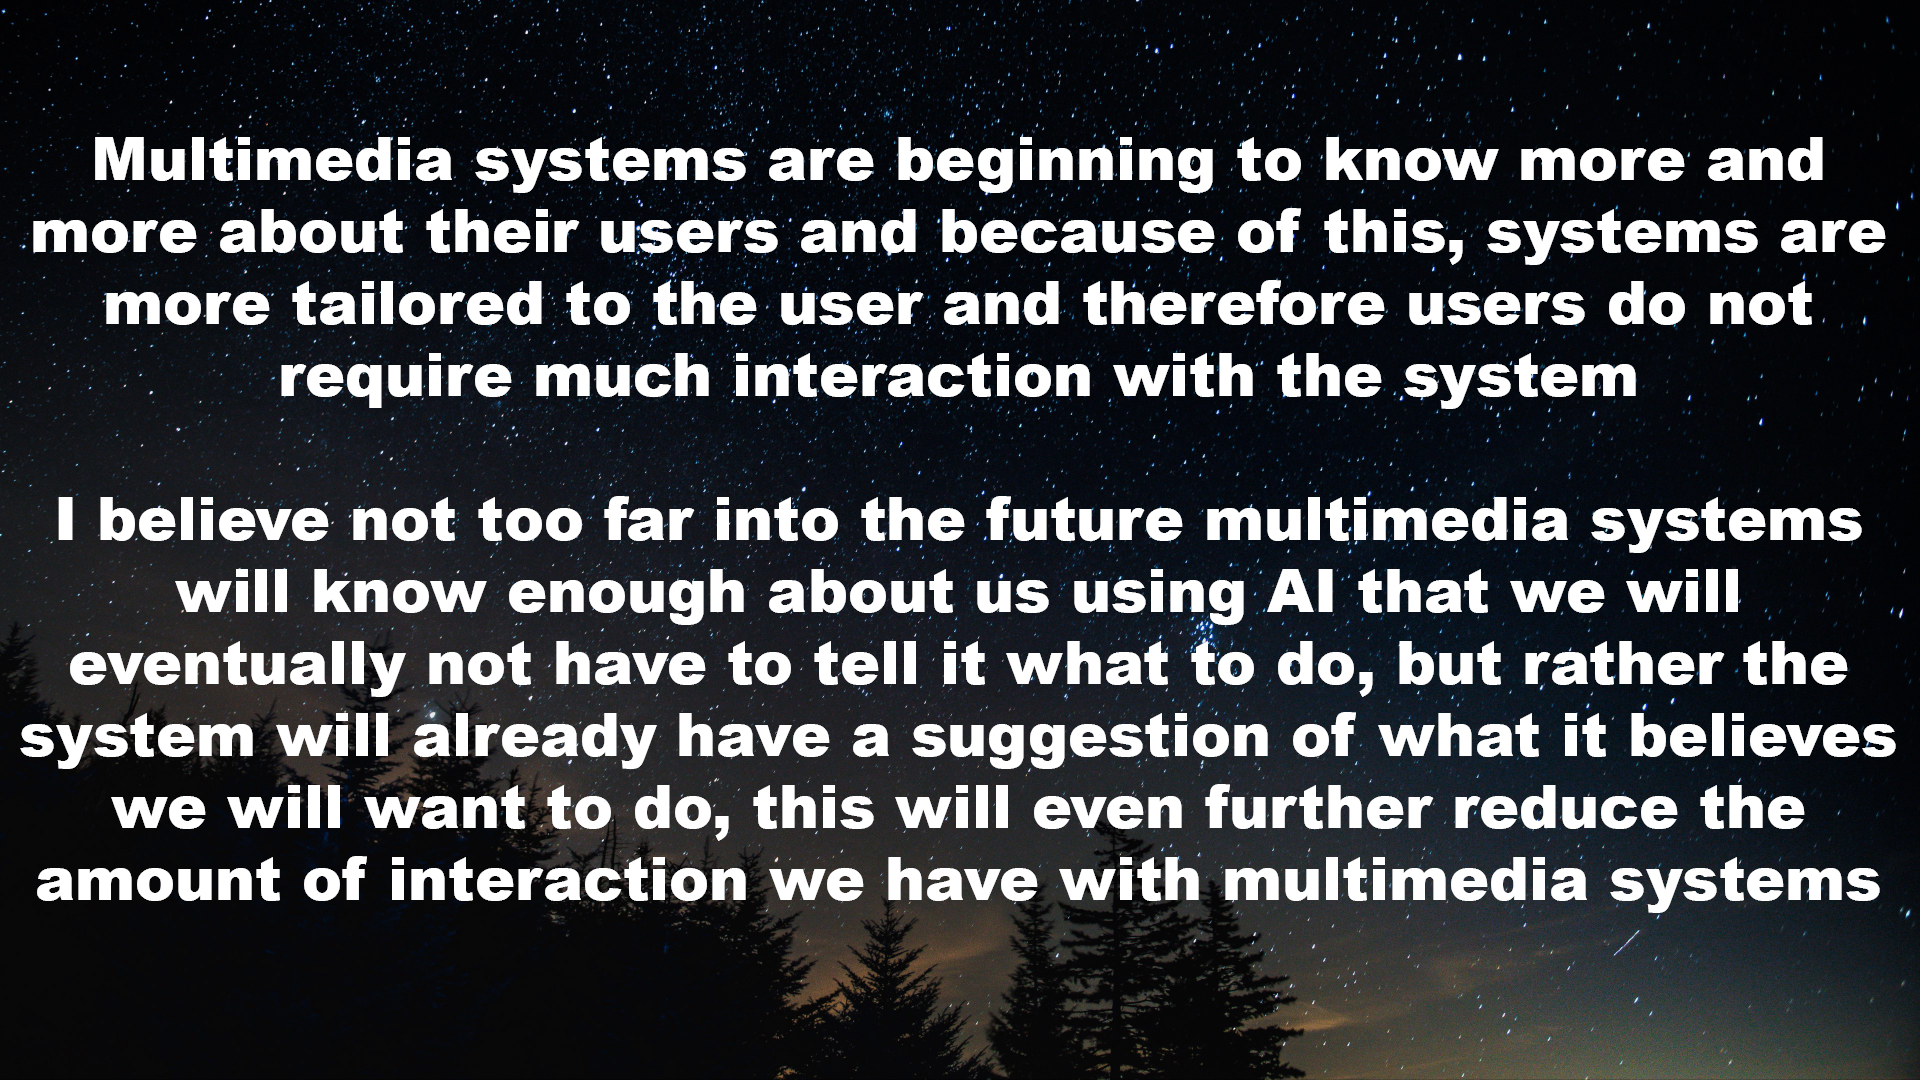 Multimedia systems are beginning to know more and
more about their users and because of this, systems are
more tailored to the user and therefore users do not
require much interaction with the system
I believe not too far into the future multimedia systems
will know enough about us using AI that we will
eventually not have to tell it what to do, but rather the
system will already have a suggestion of what it believes
we will want to do, this will even further reduce the
amount of interaction we have with multimedia systems